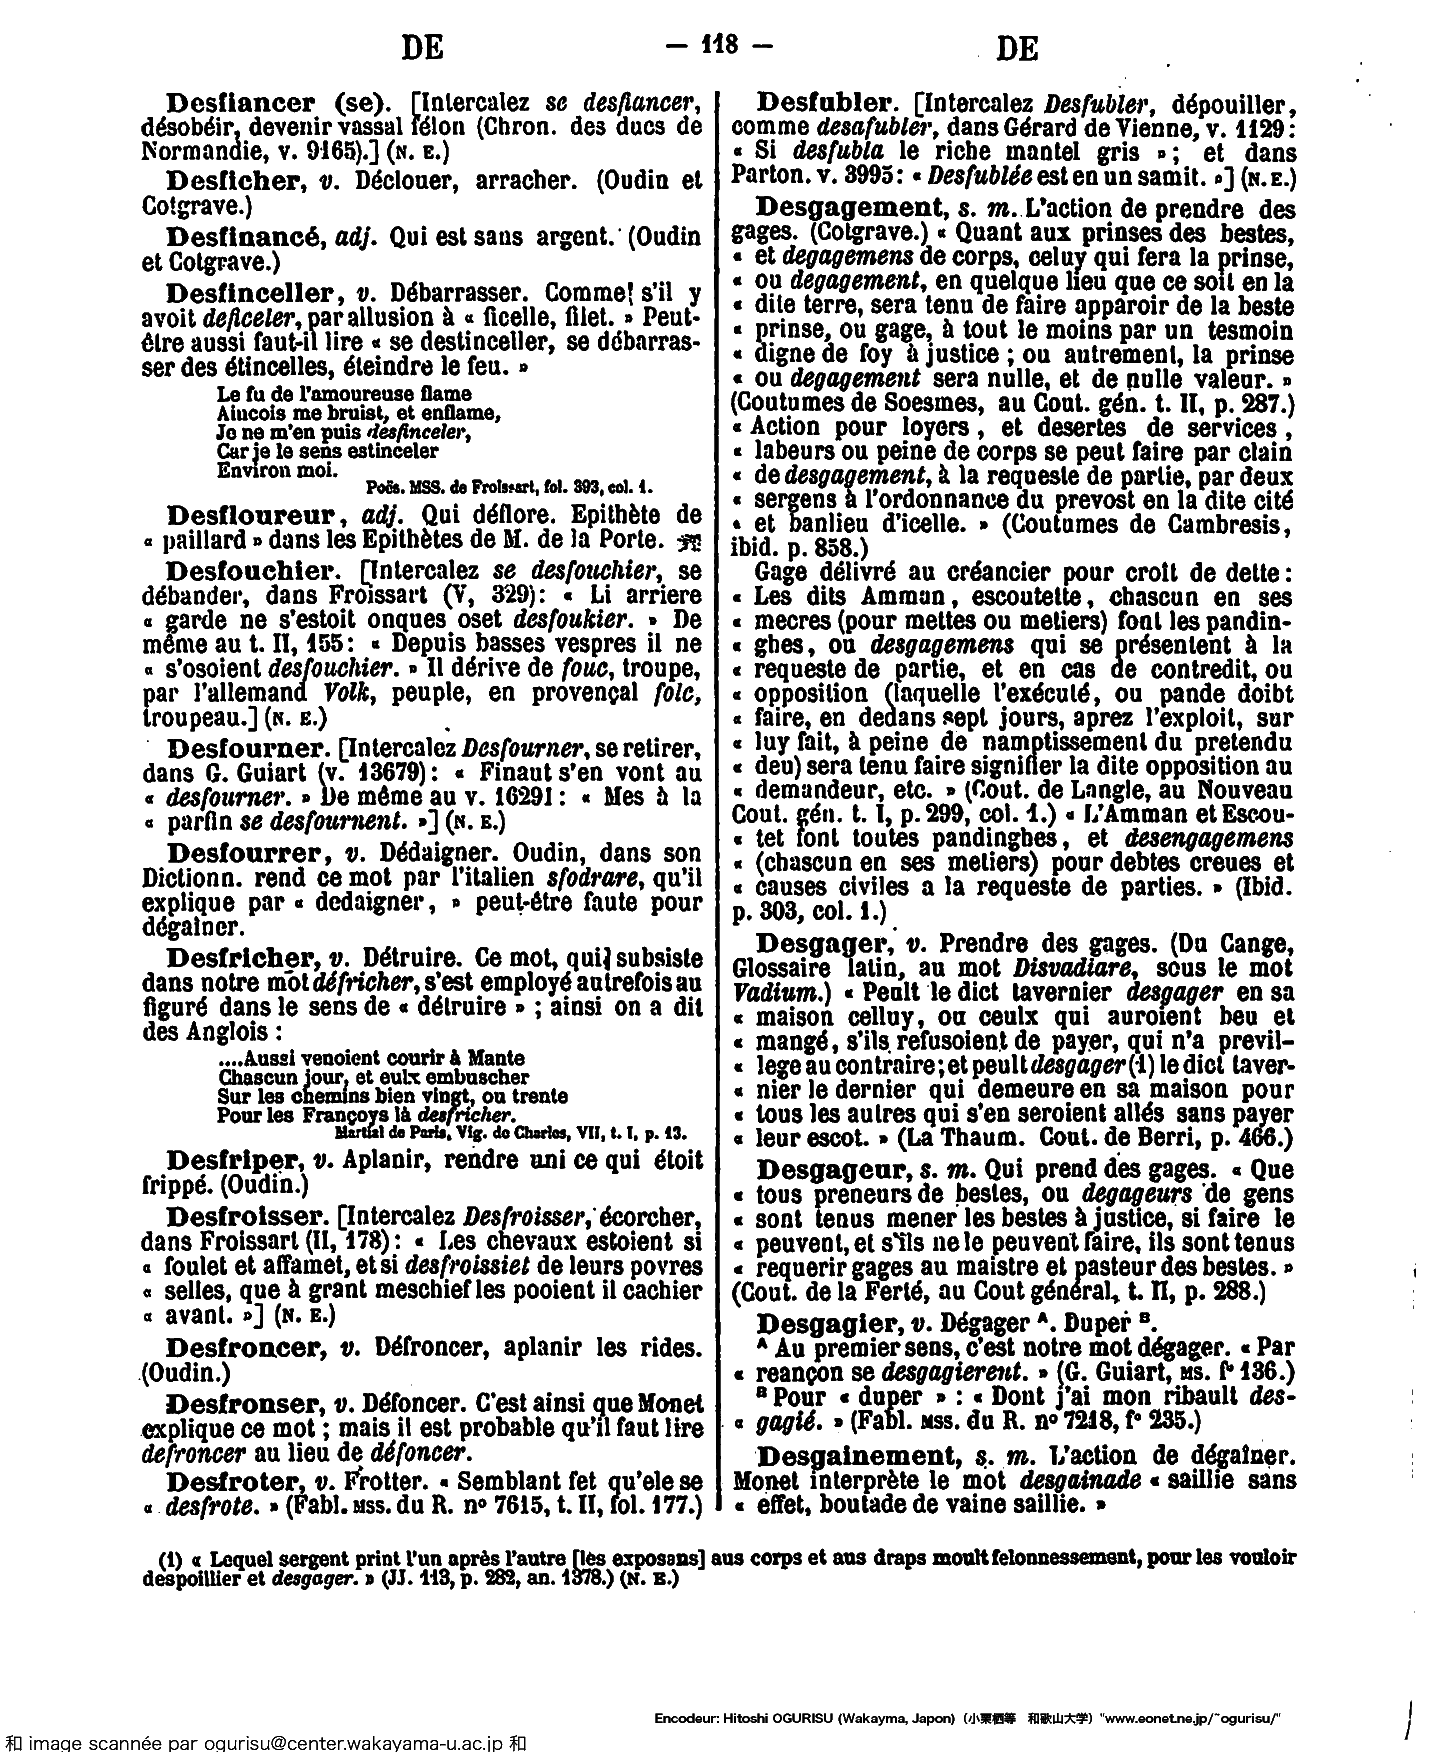 DE — 118 — DE
Desfiancer (se). [Intercalez se desfiancer,
désobéir, devenir vassal félon (Chron. des ducs de
Normandie, v. 9165).] (N. E.)
Desficher, v. Déclouer, arracher. (Oudin et
Cotgrave.)
Desfinancé, adj. Qui est sans argent. (Oudin
et Cotgrave.)
Desfinceller, v. Débarrasser. Comme s'il y
avoit deficeler, par allusion à « ficelle, filet. » Peut-
être aussi faut-il lire « se destinceller, se débarras-
ser des étincelles, éteindre le feu. »
Le fu de l'amoureuse flame
Aincois me bruist, et enflame,
Je ne m'en puis desfinceler,
Car je le sens estinceler
Environ moi.
Poës. MSS. de Froissart, fol. 393, col. 1.
Desfloureur, adj. Qui déflore. Epithète de
« paillard » dans les Epithètes de M. de la Porte.
Desfouchier. [Intercalez se desfouchier, se
débander, dans Froissart (V, 329): « Li arriere
« garde ne s'estoit onques oset desfoukier. » De
même au t. II, 155: « Depuis basses vespres il ne
« s'osoient desfouchier. » Il dérive de fouc, troupe,
par l'allemand Volk, peuple, en provençal folc,
troupeau.] (N. E.)
Desfourner. [Intercalez Desfourner, se retirer,
dans G. Guiart (v. 13679): « Finaut s'en vont au
« desfourner. » De même au v. 16291: « Mes à la
« parfin se desfournent. »] (N. E.)
Desfourrer, v. Dédaigner. Oudin, dans son
Dictionn. rend ce mot par l'italien sfodrare, qu'il
explique par « dedaigner, » peut-être faute pour
dégaîner.
Desfricher, v. Détruire. Ce mot, qui subsiste
dans notre mot défricher, s'est employé autrefois au
figuré dans le sens de « détruire » ; ainsi on a dit
des Anglois :
....Aussi venoient courir à Mante
Chascun jour, et eulx embuscher
Sur les chemins bien vingt, ou trente
Pour les Françoys là desfricher.
Martial de Paris, Vig. de Charles, VII, t. I, p. 13.
Desfriper, v. Aplanir, rendre uni ce qui étoit
frippé. (Oudin.)
Desfroisser. [Intercalez Desfroisser, écorcher,
dans Froissart (II, 178): « Les chevaux estoient si
« foulet et affamet, et si desfroissiet de leurs povres
« selles, que à grant meschief les pooient il cachier
« avant. »] (N. E.)
Desfroncer, v. Défroncer, aplanir les rides.
(Oudin.)
Desfronser, v. Défoncer. C'est ainsi que Monet
explique ce mot ; mais il est probable qu'il faut lire
defroncer au lieu de défoncer.
Desfroter, v. Frotter. « Semblant fet qu'ele se
« desfrote. » (Fabl. MSS. du R. nº 7615, t. II, fol. 177.)
Desfubler. [Intercalez Desfubler, dépouiller,
comme desafubler, dans Gérard de Vienne, v. 1129:
« Si desfubla le riche mantel gris » ; et dans
Parton. v. 3995: « Desfublée est en un samit. »] (N. E.)
Desgagement, s. m. L'action de prendre des
gages. (Cotgrave.) « Quant aux prinses des bestes,
« et degagemens de corps, celuy qui fera la prinse,
« ou degagement, en quelque lieu que ce soit en la
« dite terre, sera tenu de faire apparoir de la beste
« prinse, ou gage, à tout le moins par un tesmoin
« digne de foy à justice ; ou autrement, la prinse
« ou degagement sera nulle, et de nulle valeur. »
(Coutumes de Soesmes, au Cout. gén. t. II, p. 287.)
« Action pour loyers, et desertes de services,
« labeurs ou peine de corps se peut faire par clain
« de desgagement, à la requeste de partie, par deux
« sergens à l'ordonnance du prevost en la dite cité
« et banlieu d'icelle. » (Coutumes de Cambresis,
ibid. p. 858.)
Gage délivré au créancier pour croît de dette:
« Les dits Amman, escoutette, chascun en ses
« mecres (pour mettes ou metiers) font les pandin-
« ghes, ou desgagemens qui se présentent à la
« requeste de partie, et en cas de contredit, ou
« opposition (laquelle l'exécuté, ou pande doibt
« faire, en dedans sept jours, aprez l'exploit, sur
« luy fait, à peine de namptissement du pretendu
« deu) sera tenu faire signifier la dite opposition au
« demandeur, etc. » (Cout. de Langle, au Nouveau
Cout. gén. t. I, p. 299, col. 1.) « L'Amman et Escou-
« tet font toutes pandinghes, et desengagemens
« (chascun en ses metiers) pour debtes creues et
« causes civiles a la requeste de parties. » (Ibid.
p. 303, col. 1.)
Desgager, v. Prendre des gages. (Du Cange,
Glossaire latin, au mot Disvadiare, sous le mot
Vadium.) « Peult le dict tavernier desgager en sa
« maison celluy, ou ceulx qui auroient beu et
« mangé, s'ils refusoient de payer, qui n'a previl-
« lege au contraire; et peult desgager (1) le dict taver-
« nier le dernier qui demeure en sa maison pour
« tous les autres qui s'en seroient allés sans payer
« leur escot. » (La Thaum. Cout. de Berri, p. 466.)
Desgageur, s. m. Qui prend des gages. « Que
« tous preneurs de bestes, ou degageurs de gens
« sont tenus mener les bestes à justice, si faire le
« peuvent, et s'ils ne le peuvent faire, ils sont tenus
« requerir gages au maistre et pasteur des bestes. »
(Cout. de la Ferté, au Cout général, t. II, p. 288.)
Desgagier, v. Dégager ᴬ. Duper ᴮ.
ᴬ Au premier sens, c'est notre mot dégager. « Par
« reançon se desgagierent. » (G. Guiart, MS. fº 136.)
ᴮ Pour « duper » : « Dont j'ai mon ribault des-
« gagié. » (Fabl. MSS. du R. nº 7218, fº 235.)
Desgainement, s. m. L'action de dégaîner.
Monet interprète le mot desgainade « saillie sans
« effet, boutade de vaine saillie. »
(1) « Lequel sergent print l'un après l'autre [les exposans] aus corps et aus draps moult felonnessement, pour les vouloir
despoillier et desgager. » (JJ. 113, p. 282, an. 1378.) (N. E.)
Encodeur: Hitoshi OGURISU (Wakayma, Japon) (小栗栖等 和歌山大学) "www.eonet.ne.jp/~ogurisu/"
和 image scannée par ogurisu@center.wakayama-u.ac.jp 和